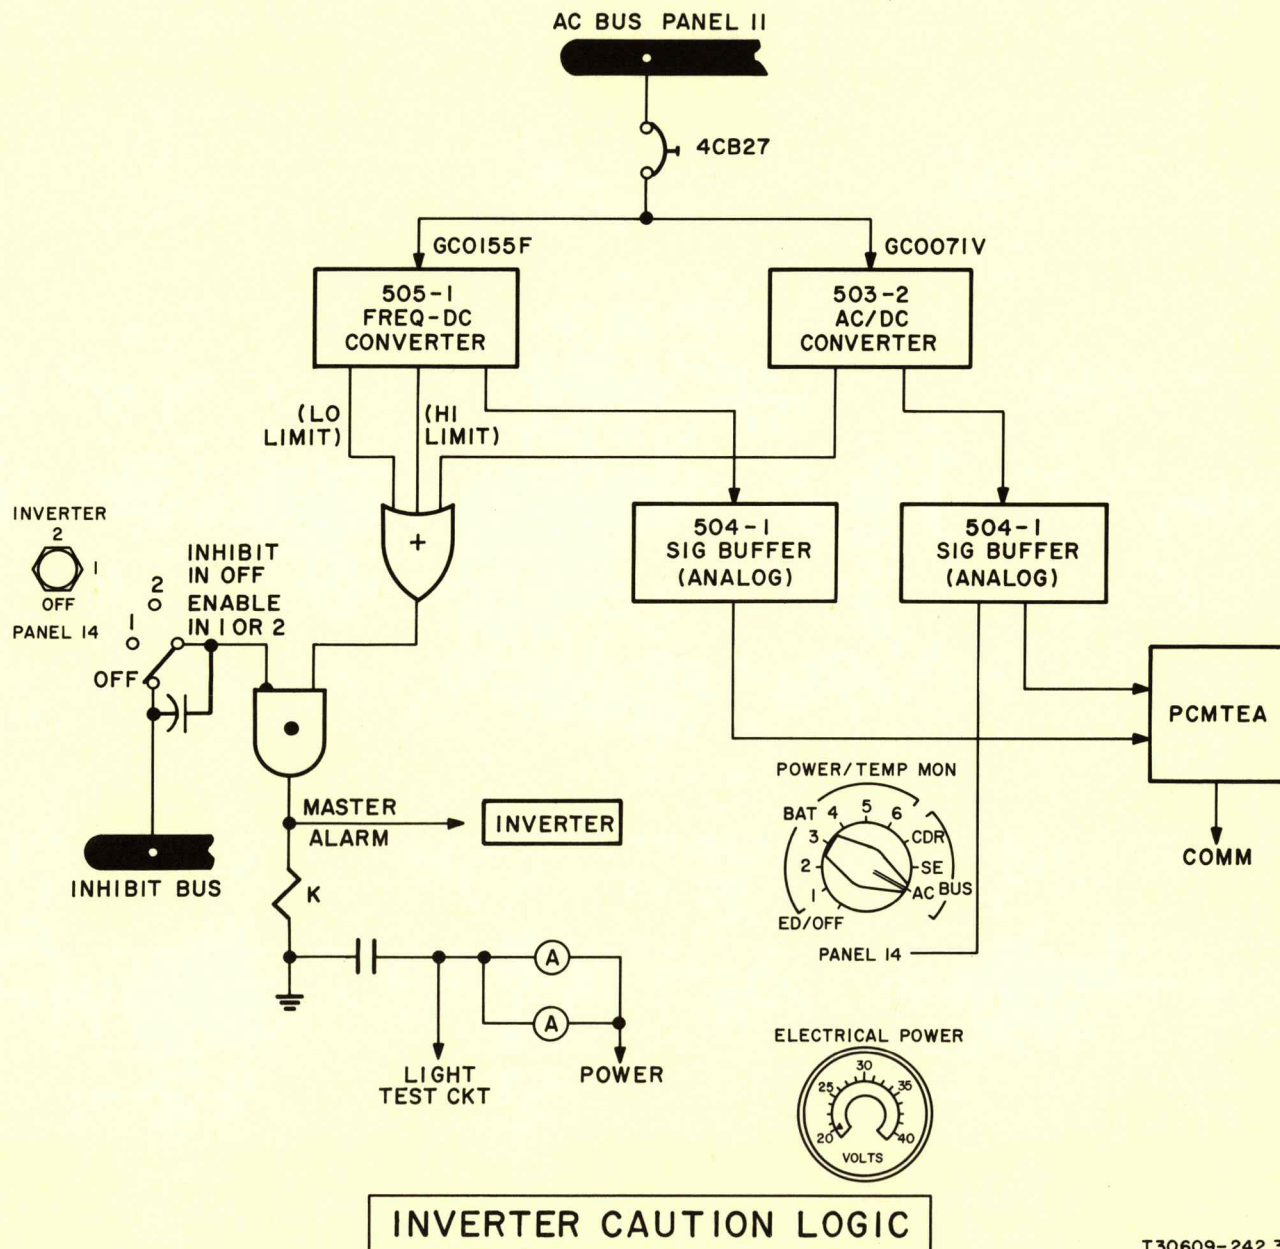 AC BUS PANEL II
4CB27
GC0155F
GC0071V
505-1
FREQ-DC
CONVERTER
503-2
AC/DC
CONVERTER
(LO
LIMIT)
(HI
LIMIT)
+
504-1
SIG BUFFER
(ANALOG)
504-1
SIG BUFFER
(ANALOG)
INVERTER
2
1
OFF
PANEL 14
INHIBIT
IN OFF
ENABLE
IN 1 OR 2
2
1
OFF
INHIBIT BUS
MASTER
ALARM
INVERTER
K
PCMTEA
COMM
POWER/TEMP MON
BAT
4
5
6
3
CDR
2
SE
1
AC
BUS
ED/OFF
PANEL 14
A
A
LIGHT
TEST CKT
POWER
ELECTRICAL POWER
30
25
35
20
40
VOLTS
INVERTER CAUTION LOGIC